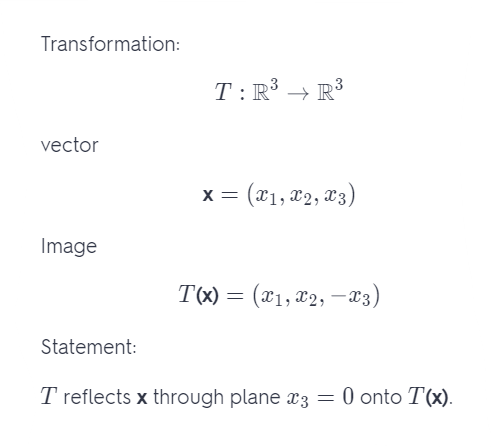 Transformation:
T : ℝ³ → ℝ³
vector
x = (x₁, x₂, x₃)
Image
T(x) = (x₁, x₂, −x₃)
Statement:
T reflects x through plane x₃ = 0 onto T(x).